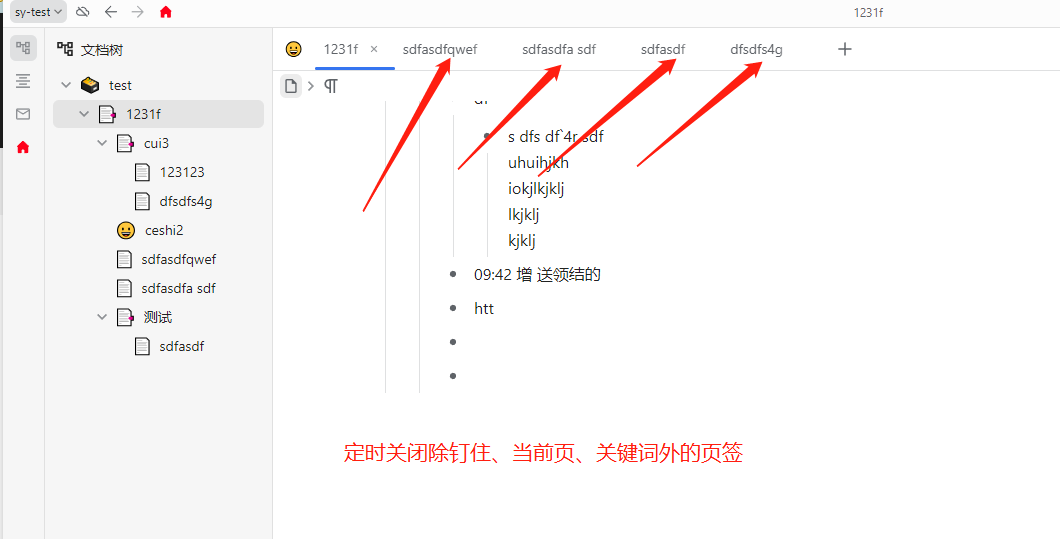 sy-test
1231f
文档树
test
1231f
cui3
123123
dfsdfs4g
ceshi2
sdfasdfqwef
sdfasdfa sdf
测试
sdfasdf
1231f
sdfasdfqwef
sdfasdfa sdf
sdfasdf
dfsdfs4g
s dfs df`4r sdf
uhuihjkh
iokjlkjklj
lkjklj
kjklj
09:42 增 送领结的
htt
定时关闭除钉住、当前页、关键词外的页签